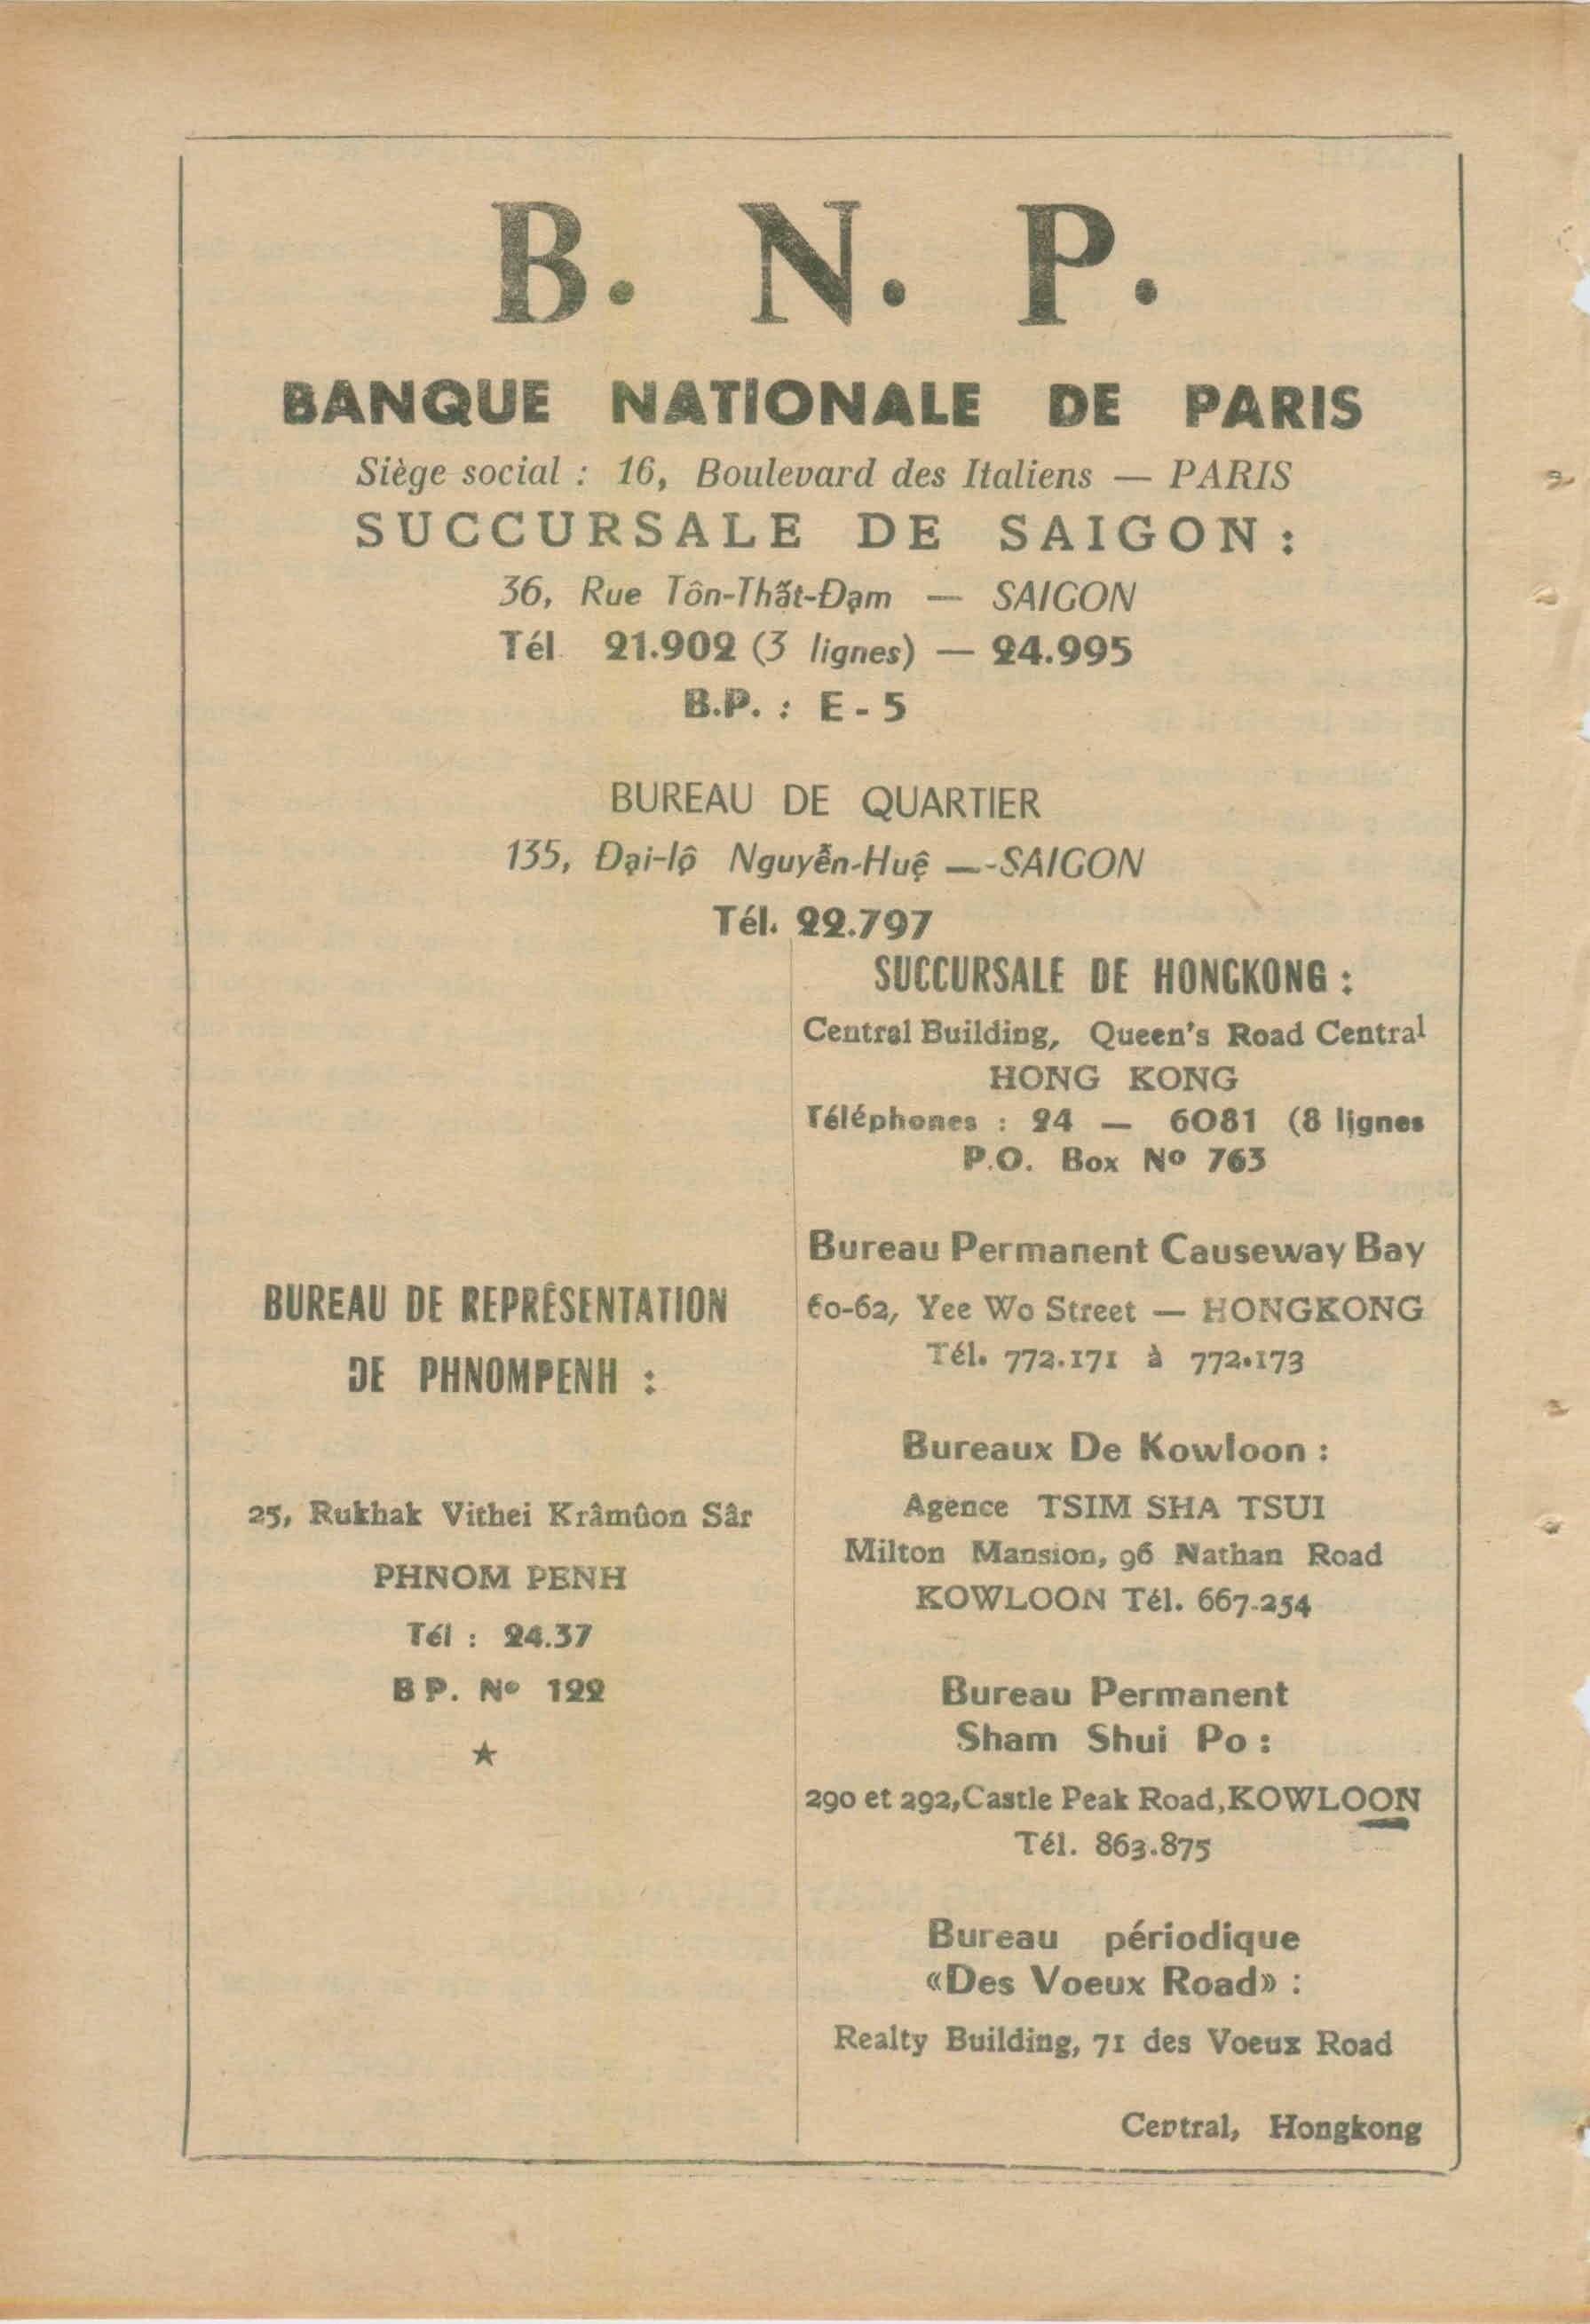 B. N. P.
BANQUE NATIONALE DE PARIS
Siège social : 16, Boulevard des Italiens — PARIS
SUCCURSALE DE SAIGON :
36, Rue Tôn-Thất-Đạm — SAIGON
Tél. 21.902 (3 lignes) — 24.995
B.P. : E - 5
BUREAU DE QUARTIER
135, Đại-lộ Nguyễn-Huệ — SAIGON
Tél. 22.797
BUREAU DE REPRÉSENTATION
DE PHNOMPENH :
25, Rukhak Vithei Krâmûon Sâr
PHNOM PENH
Tél : 24.37
BP. Nº 122
★
SUCCURSALE DE HONGKONG :
Central Building, Queen's Road Central
HONG KONG
Téléphones : 24 — 6081 (8 lignes
P.O. Box Nº 763
Bureau Permanent Causeway Bay
60-62, Yee Wo Street — HONGKONG
Tél. 772.171 à 772.173
Bureaux De Kowloon :
Agence TSIM SHA TSUI
Milton Mansion, 96 Nathan Road
KOWLOON Tél. 667-254
Bureau Permanent
Sham Shui Po :
290 et 292, Castle Peak Road, KOWLOON
Tél. 863.875
Bureau périodique
«Des Voeux Road» :
Realty Building, 71 des Voeux Road
Central, Hongkong